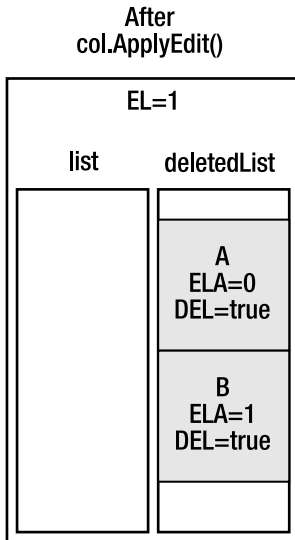 After
col.ApplyEdit()
EL=1
list
deletedList
A
ELA=0
DEL=true
B
ELA=1
DEL=true